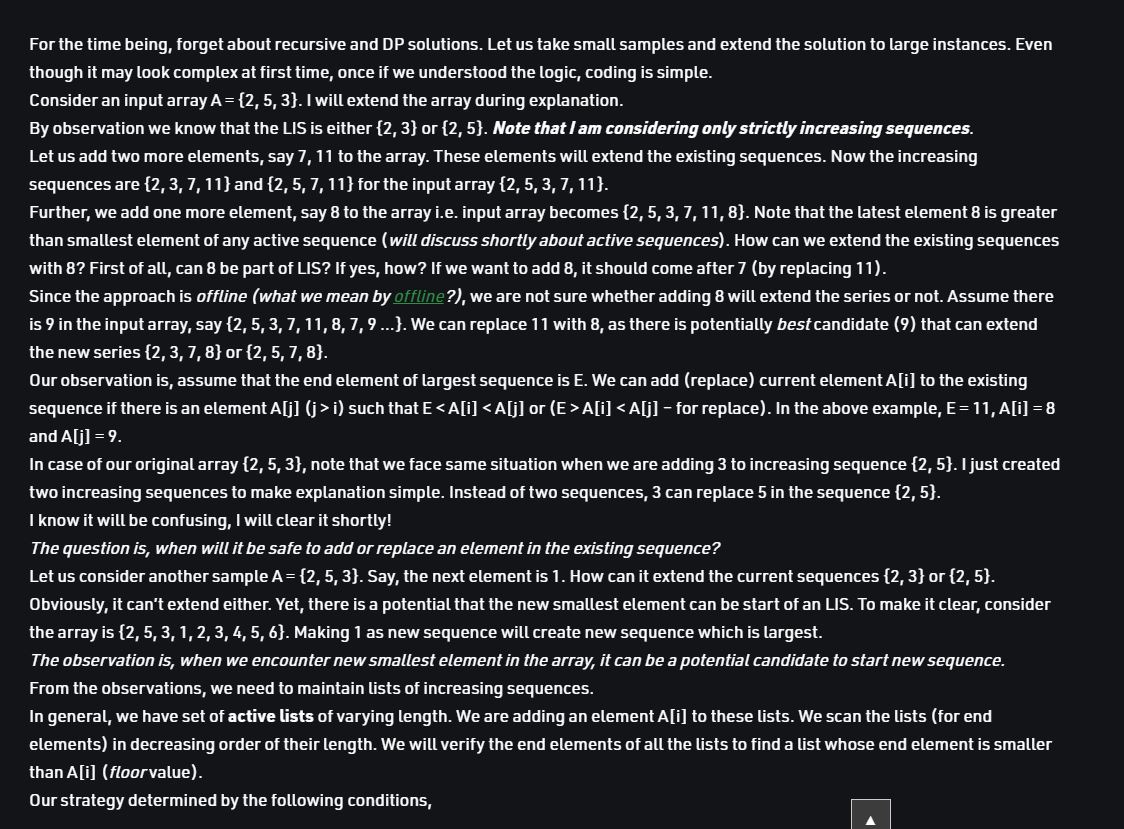 For the time being, forget about recursive and DP solutions. Let us take small samples and extend the solution to large instances. Even
though it may look complex at first time, once if we understood the logic, coding is simple.
Consider an input array A = {2, 5, 3}. I will extend the array during explanation.
By observation we know that the LIS is either {2, 3} or {2, 5}. Note that I am considering only strictly increasing sequences.
Let us add two more elements, say 7, 11 to the array. These elements will extend the existing sequences. Now the increasing
sequences are {2, 3, 7, 11} and {2, 5, 7, 11} for the input array {2, 5, 3, 7, 11}.
Further, we add one more element, say 8 to the array i.e. input array becomes {2, 5, 3, 7, 11, 8}. Note that the latest element 8 is greater
than smallest element of any active sequence (will discuss shortly about active sequences). How can we extend the existing sequences
with 8? First of all, can 8 be part of LIS? If yes, how? If we want to add 8, it should come after 7 (by replacing 11).
Since the approach is offline (what we mean by offline?), we are not sure whether adding 8 will extend the series or not. Assume there
is 9 in the input array, say {2, 5, 3, 7, 11, 8, 7, 9 ...}. We can replace 11 with 8, as there is potentially best candidate (9) that can extend
the new series {2, 3, 7, 8} or {2, 5, 7, 8}.
Our observation is, assume that the end element of largest sequence is E. We can add (replace) current element A[i] to the existing
sequence if there is an element A[j] (j > i) such that E < A[i] < A[j] or (E > A[i] < A[j] – for replace). In the above example, E = 11, A[i] = 8
and A[j] = 9.
In case of our original array {2, 5, 3}, note that we face same situation when we are adding 3 to increasing sequence {2, 5}. I just created
two increasing sequences to make explanation simple. Instead of two sequences, 3 can replace 5 in the sequence {2, 5}.
I know it will be confusing, I will clear it shortly!
The question is, when will it be safe to add or replace an element in the existing sequence?
Let us consider another sample A = {2, 5, 3}. Say, the next element is 1. How can it extend the current sequences {2, 3} or {2, 5}.
Obviously, it can't extend either. Yet, there is a potential that the new smallest element can be start of an LIS. To make it clear, consider
the array is {2, 5, 3, 1, 2, 3, 4, 5, 6}. Making 1 as new sequence will create new sequence which is largest.
The observation is, when we encounter new smallest element in the array, it can be a potential candidate to start new sequence.
From the observations, we need to maintain lists of increasing sequences.
In general, we have set of active lists of varying length. We are adding an element A[i] to these lists. We scan the lists (for end
elements) in decreasing order of their length. We will verify the end elements of all the lists to find a list whose end element is smaller
than A[i] (floor value).
Our strategy determined by the following conditions,